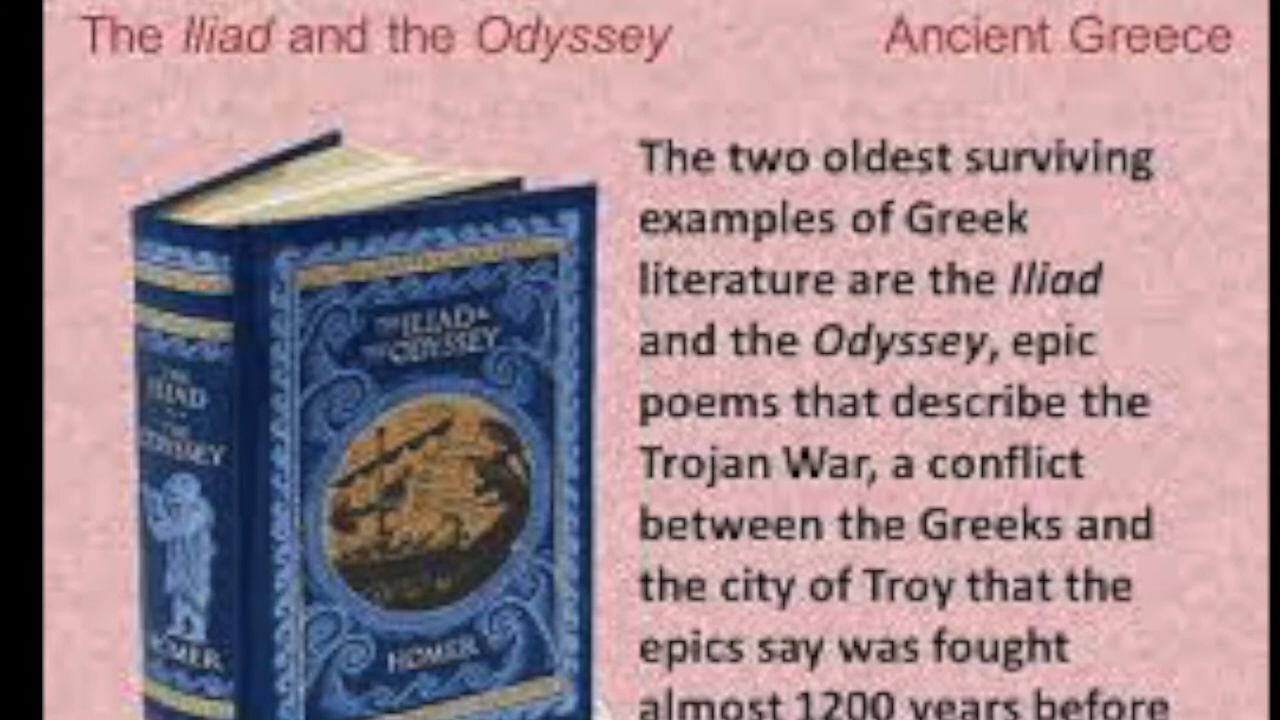 The Iliad and the Odyssey
Ancient Greece
THE ILIAD &
THE ODYSSEY
HOMER
THE
ILIAD
THE
ODYSSEY
HOMER
The two oldest surviving
examples of Greek
literature are the Iliad
and the Odyssey, epic
poems that describe the
Trojan War, a conflict
between the Greeks and
the city of Troy that the
epics say was fought
almost 1200 years before